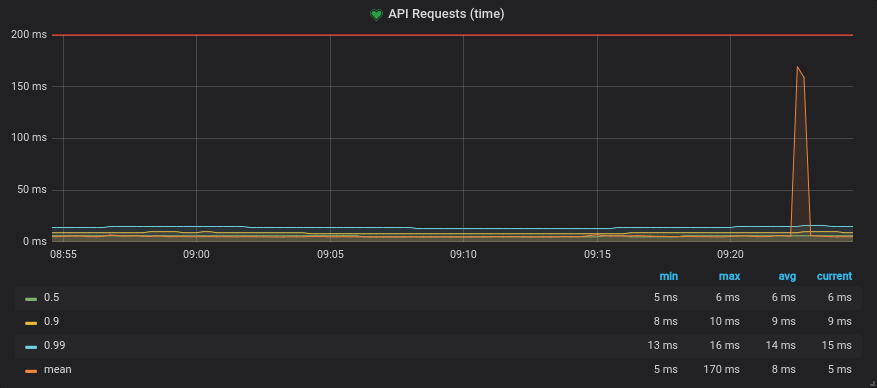 API Requests (time)
200 ms
150 ms
100 ms
50 ms
0 ms
08:55 09:00 09:05 09:10 09:15 09:20
min max avg current
0.5 5 ms 6 ms 6 ms 6 ms
0.9 8 ms 10 ms 9 ms 9 ms
0.99 13 ms 16 ms 14 ms 15 ms
mean 5 ms 170 ms 8 ms 5 ms